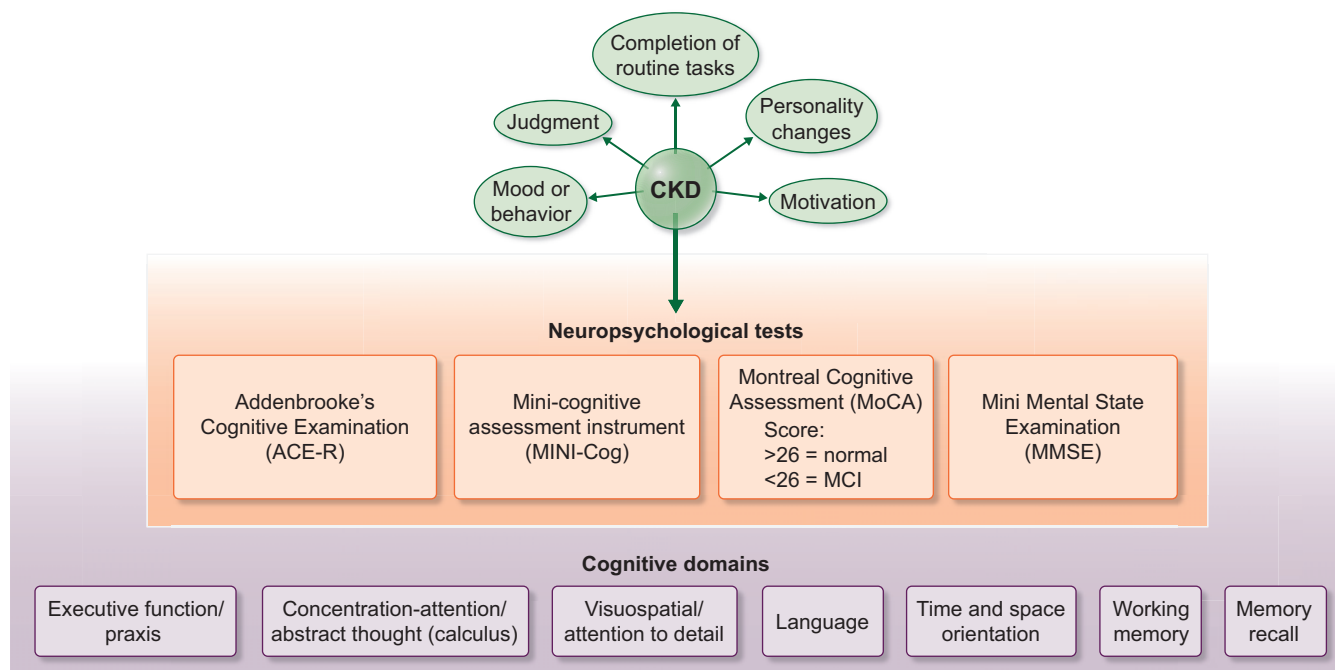 Completion of
routine tasks
Judgment
Personality
changes
CKD
Mood or
behavior
Motivation
Neuropsychological tests
Addenbrooke’s
Cognitive Examination
(ACE-R)
Mini-cognitive
assessment instrument
(MINI-Cog)
Montreal Cognitive
Assessment (MoCA)
Score:
>26 = normal
<26 = MCI
Mini Mental State
Examination
(MMSE)
Cognitive domains
Executive function/
praxis
Concentration-attention/
abstract thought (calculus)
Visuospatial/
attention to detail
Language
Time and space
orientation
Working
memory
Memory
recall